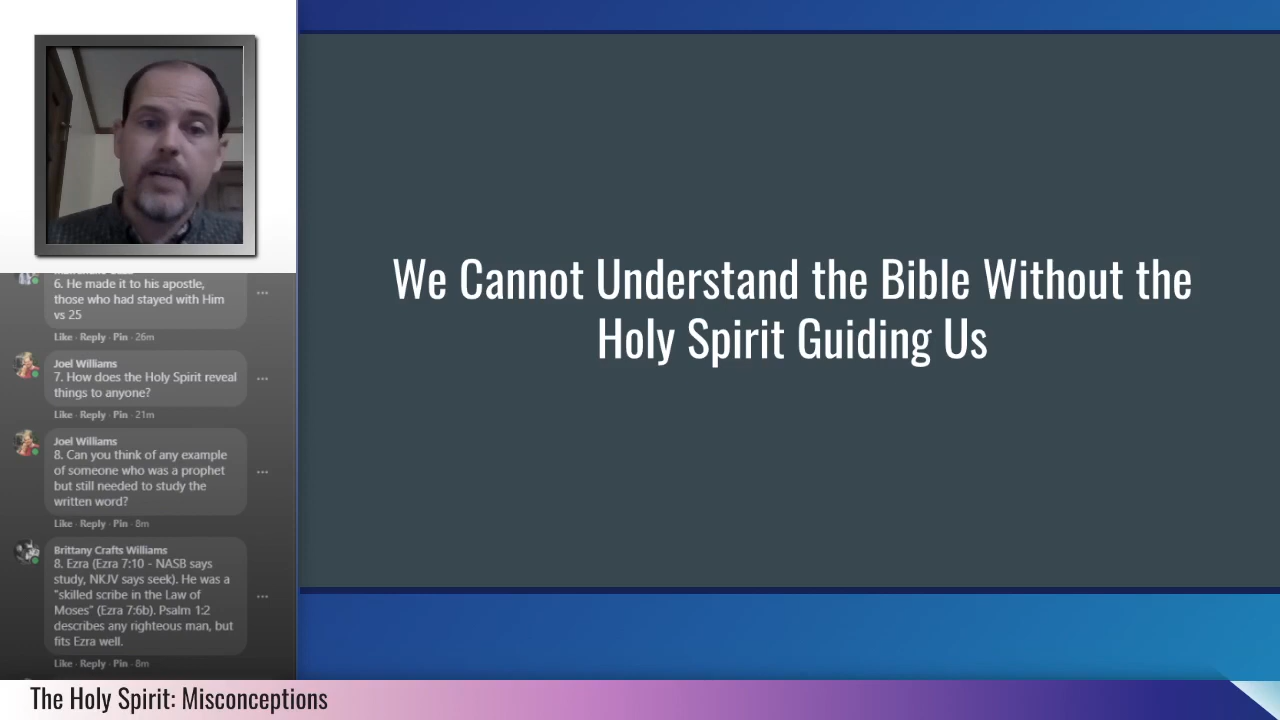 We Cannot Understand the Bible Without the
Holy Spirit Guiding Us
6. He made it to his apostle,
those who had stayed with Him
vs 25
Like · Reply · Pin · 26m
Joel Williams
7. How does the Holy Spirit reveal
things to anyone?
Like · Reply · Pin · 21m
Joel Williams
8. Can you think of any example
of someone who was a prophet
but still needed to study the
written word?
Like · Reply · Pin · 8m
Brittany Crafts Williams
8. Ezra (Ezra 7:10 - NASB says
study, NKJV says seek). He was a
"skilled scribe in the Law of
Moses" (Ezra 7:6b). Psalm 1:2
describes any righteous man, but
fits Ezra well.
Like · Reply · Pin · 8m
The Holy Spirit: Misconceptions